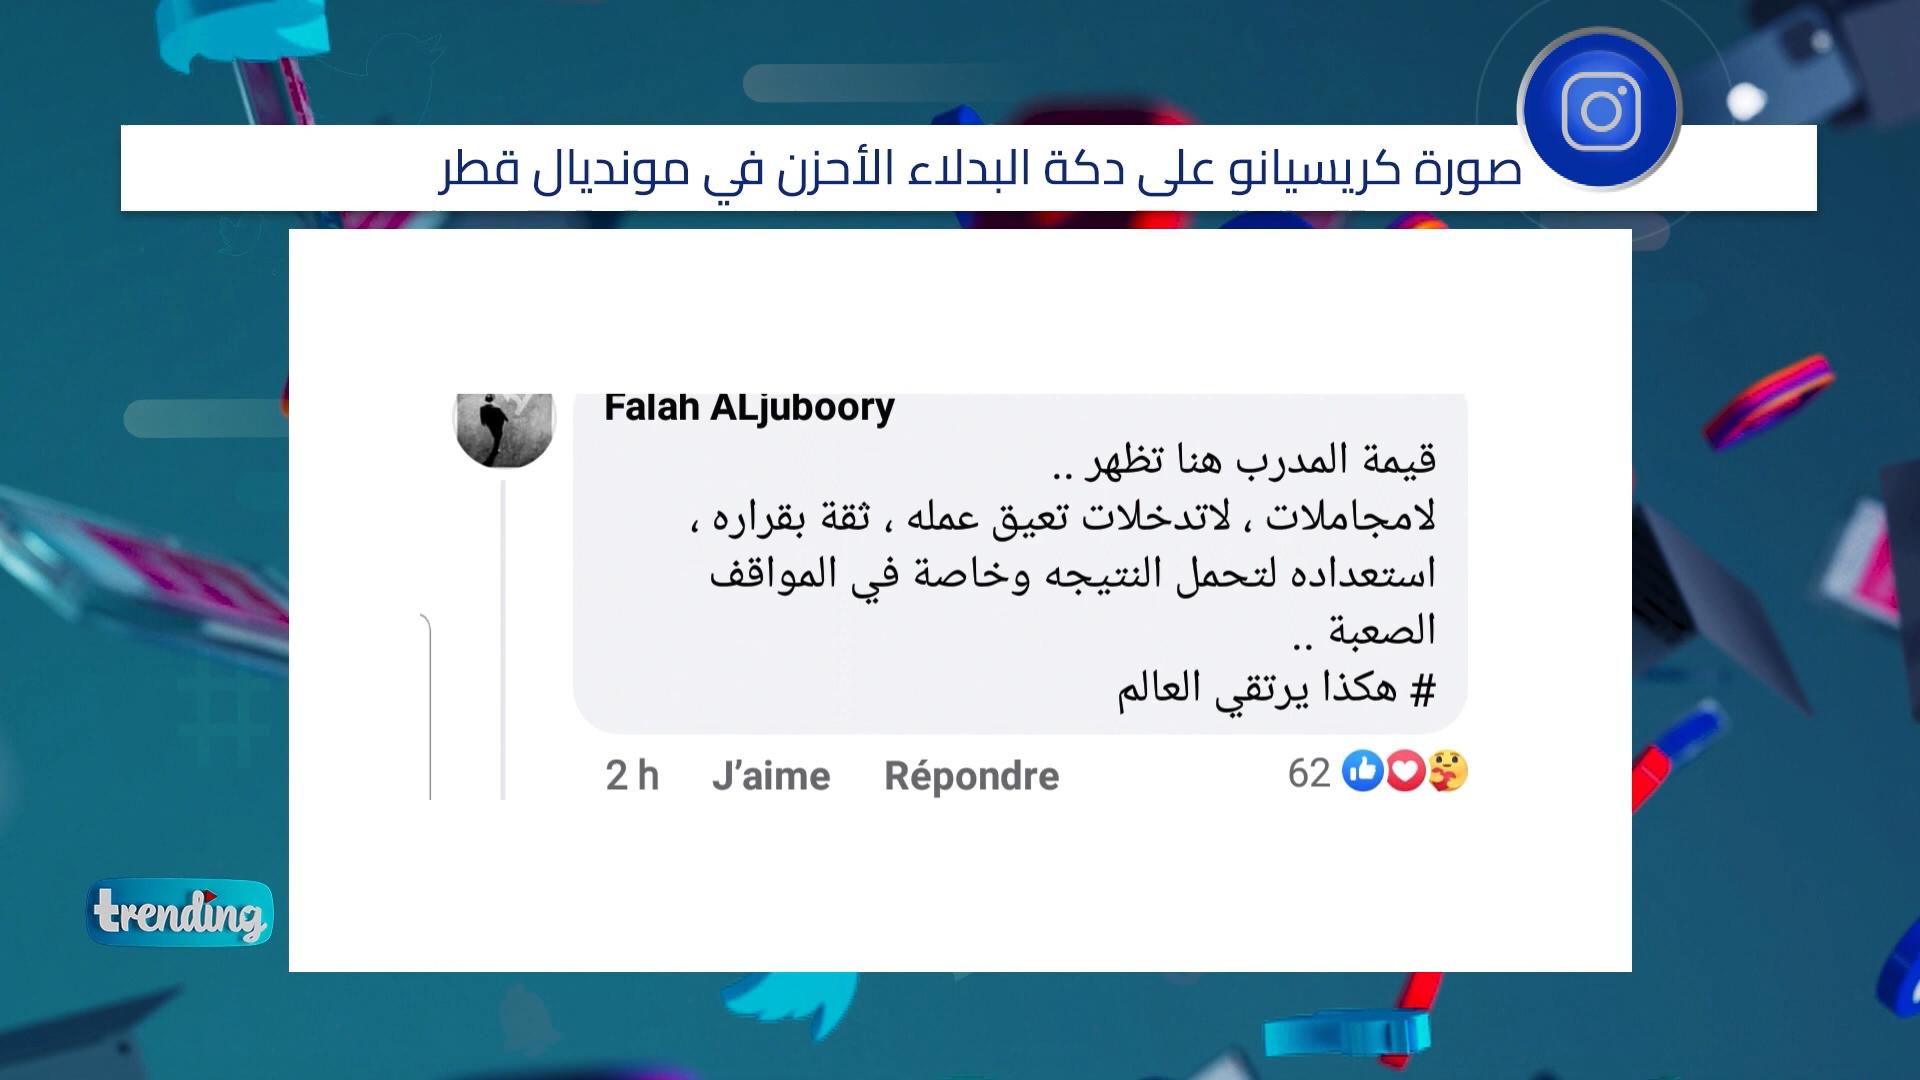 صورة كريسيانو على دكة البدلاء الأحزن في مونديال قطر
Falah ALjuboory
قيمة المدرب هنا تظهر ..
لامجاملات ، لاتدخلات تعيق عمله ، ثقة بقراره ،
استعداده لتحمل النتيجه وخاصة في المواقف
الصعبة ..
# هكذا يرتقي العالم
2 h J’aime Répondre 62
trending